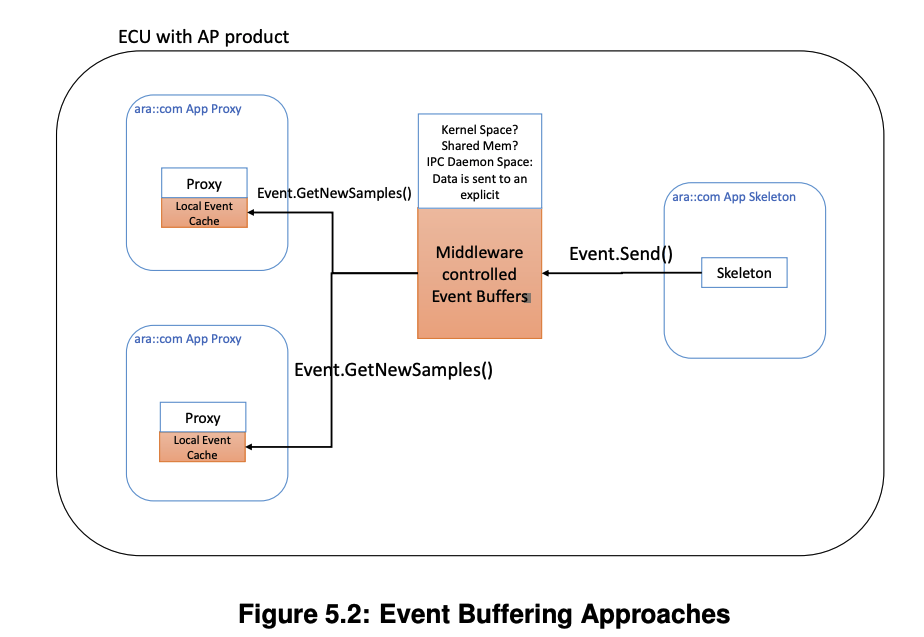 ECU with AP product
ara::com App Proxy
Proxy
Local Event
Cache
Event.GetNewSamples()
Kernel Space?
Shared Mem?
IPC Daemon Space:
Data is sent to an
explicit
Middleware
controlled
Event Buffers
Event.Send()
ara::com App Skeleton
Skeleton
ara::com App Proxy
Event.GetNewSamples()
Proxy
Local Event
Cache
Figure 5.2: Event Buffering Approaches